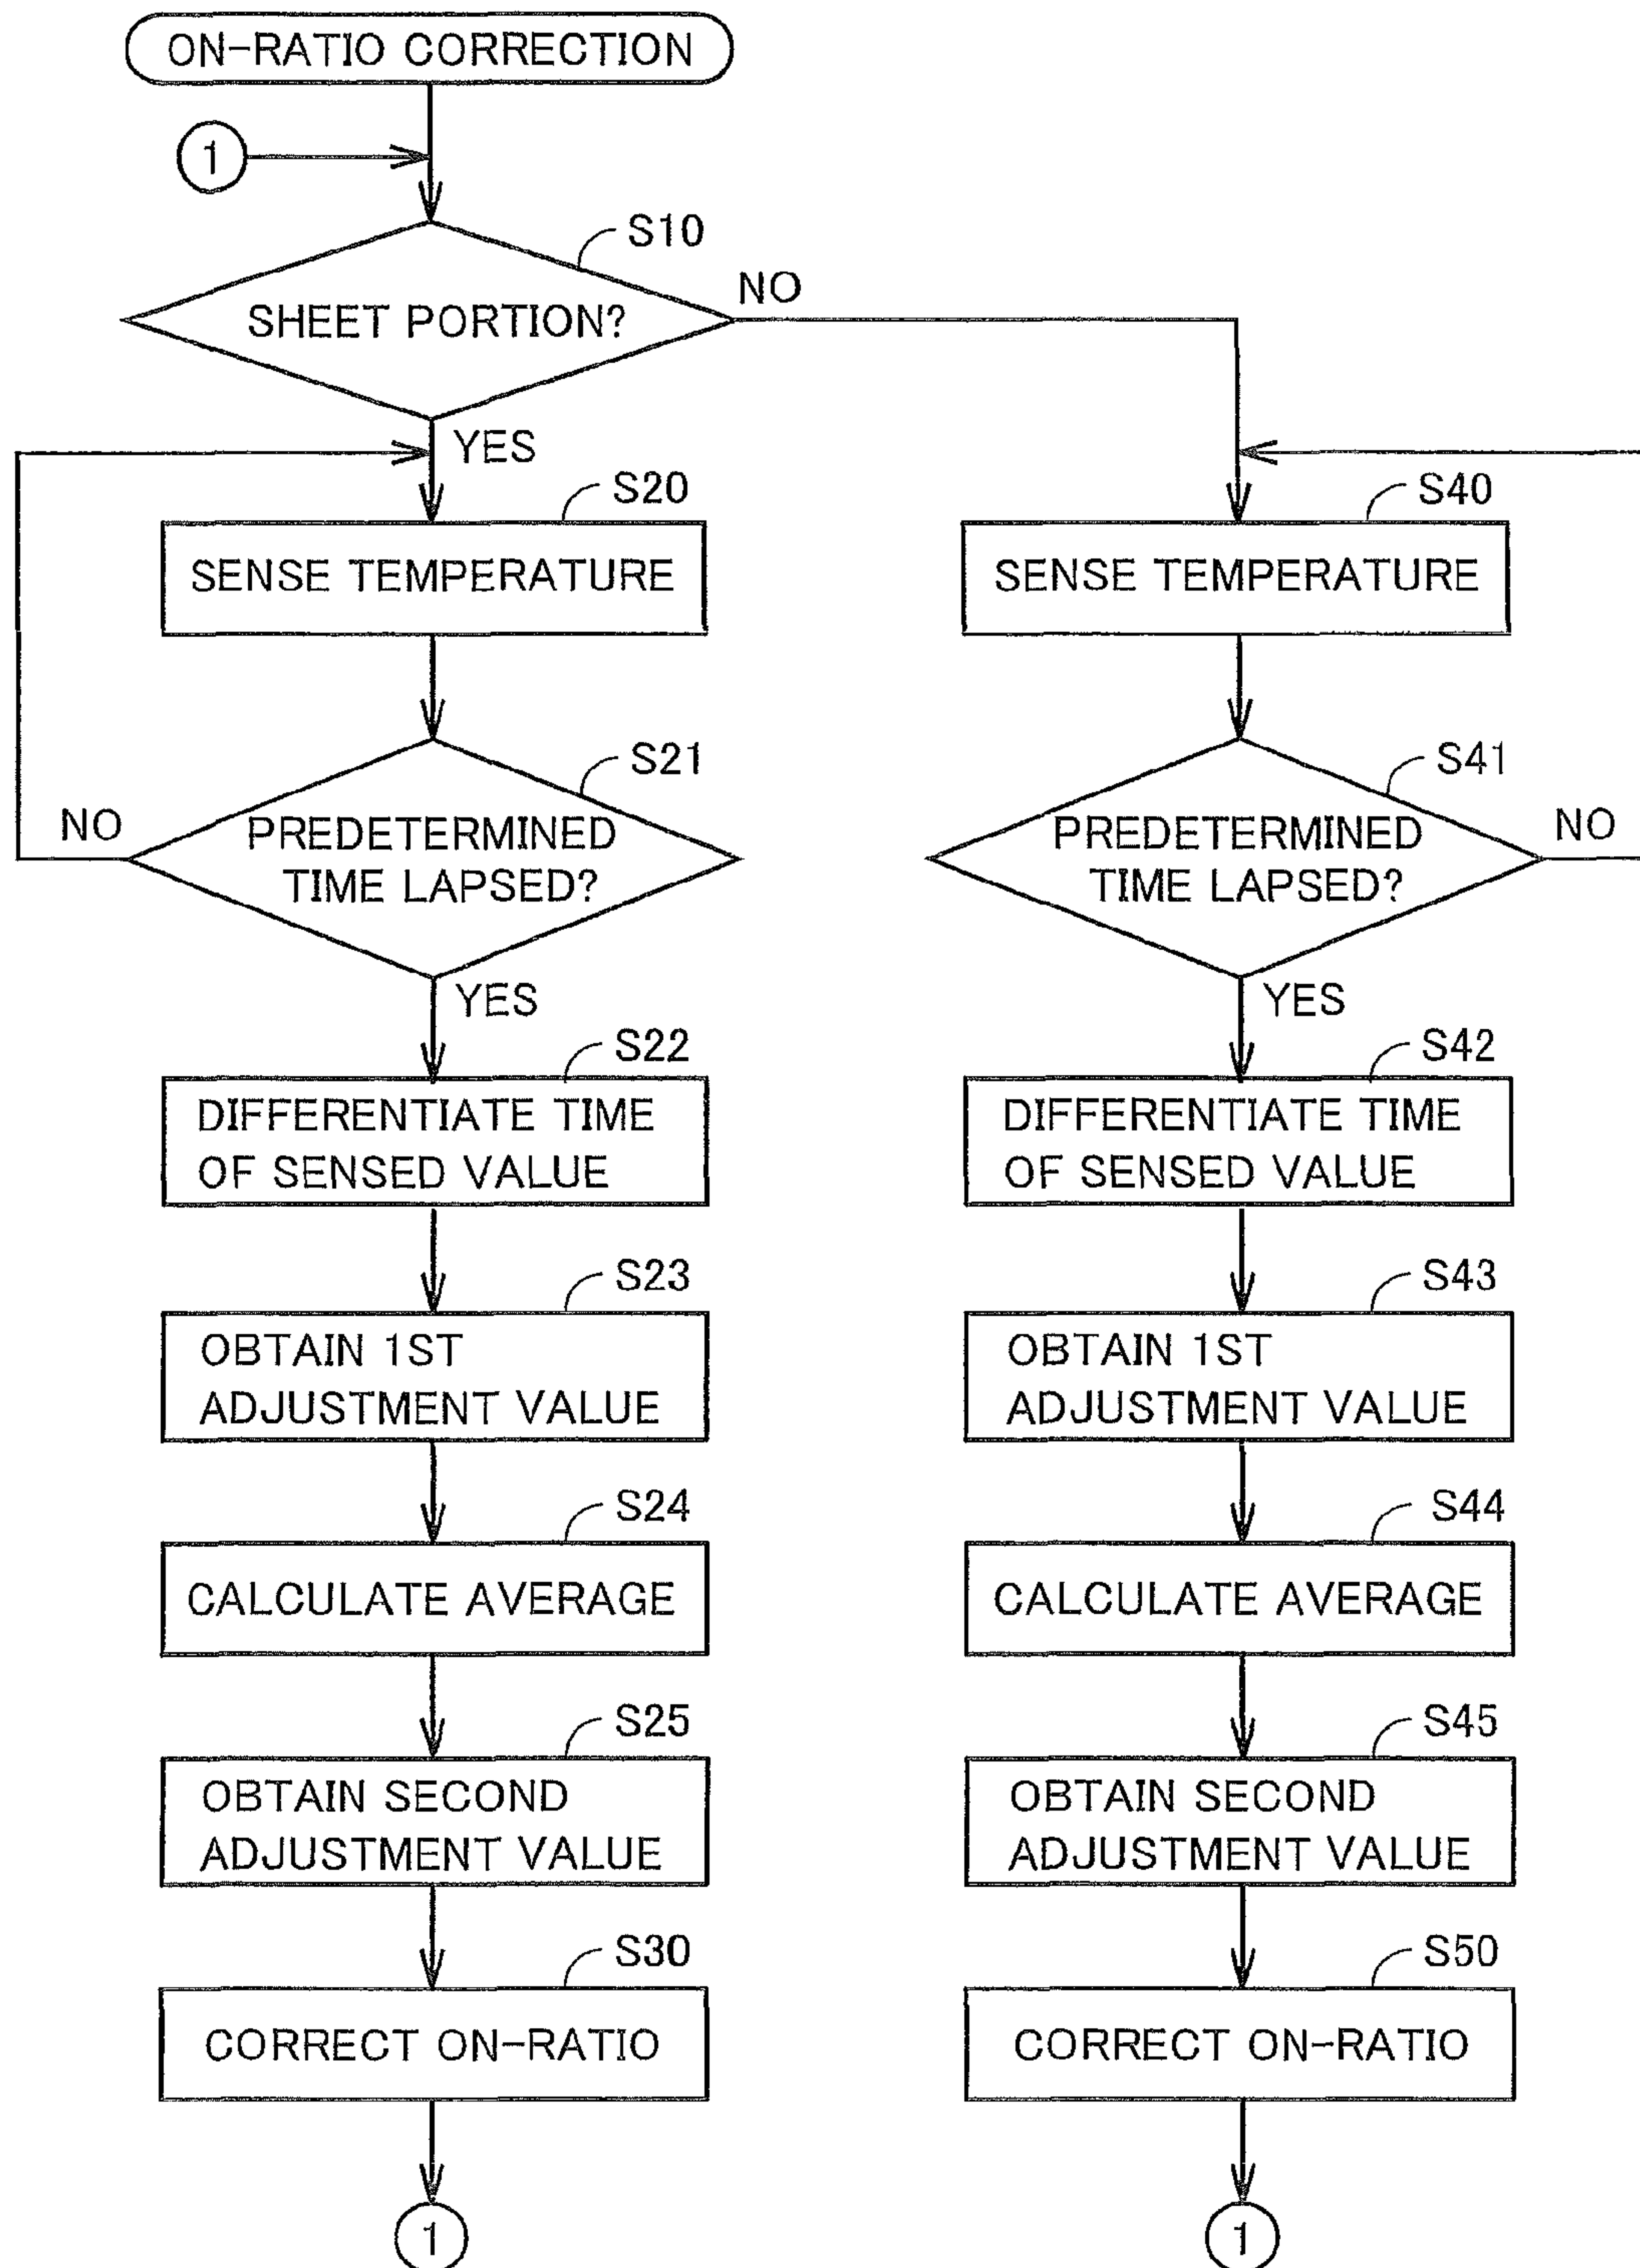 ON-RATIO CORRECTION
1
S10
SHEET PORTION?
NO
YES
S20
SENSE TEMPERATURE
S40
SENSE TEMPERATURE
S21
NO
PREDETERMINED
TIME LAPSED?
YES
S41
PREDETERMINED
TIME LAPSED?
NO
YES
S22
DIFFERENTIATE TIME
OF SENSED VALUE
S42
DIFFERENTIATE TIME
OF SENSED VALUE
S23
OBTAIN 1ST
ADJUSTMENT VALUE
S43
OBTAIN 1ST
ADJUSTMENT VALUE
S24
CALCULATE AVERAGE
S44
CALCULATE AVERAGE
S25
OBTAIN SECOND
ADJUSTMENT VALUE
S45
OBTAIN SECOND
ADJUSTMENT VALUE
S30
CORRECT ON-RATIO
S50
CORRECT ON-RATIO
1
1